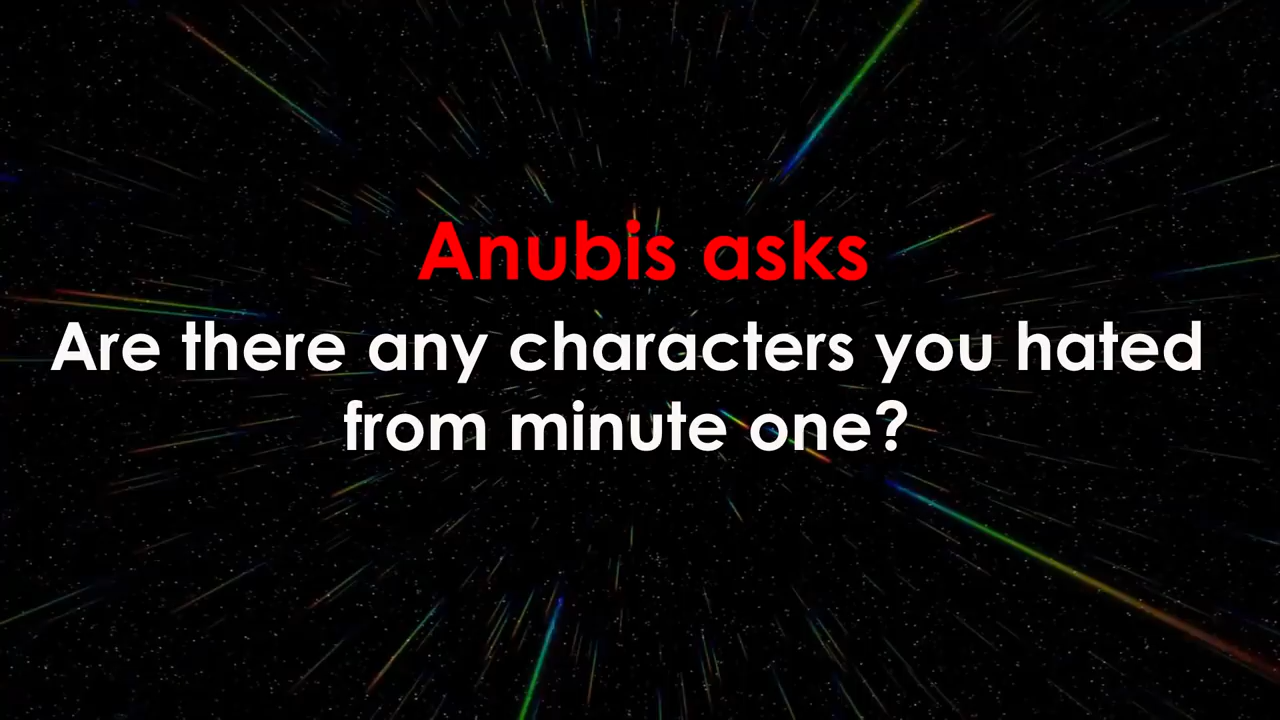 Anubis asks
Are there any characters you hated
from minute one?